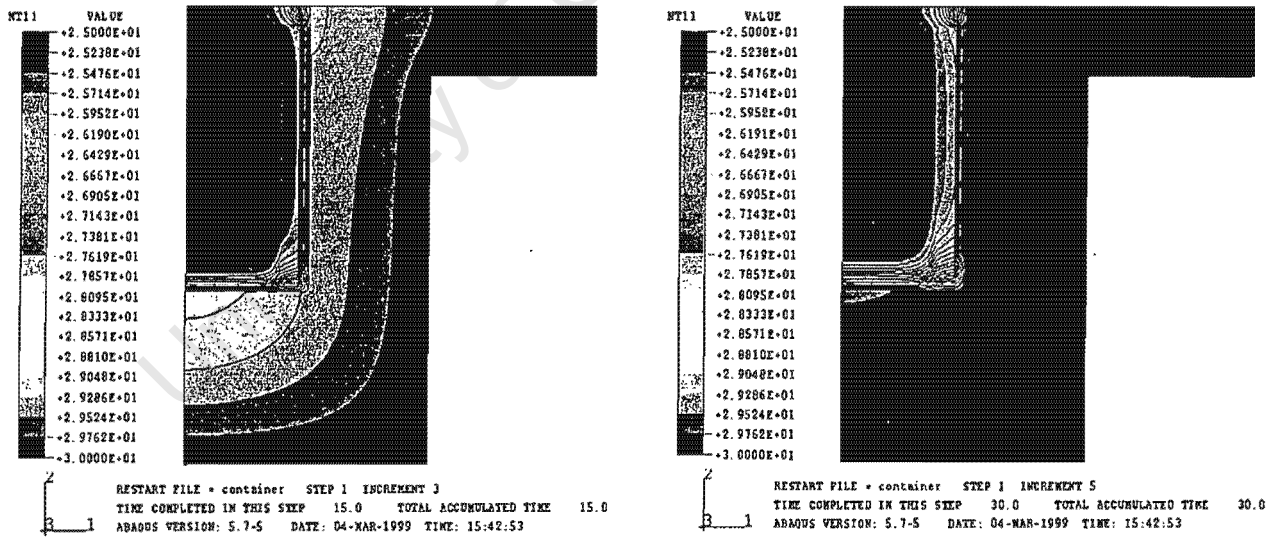 NT11 VALUE
+2.5000E+01
+2.5238E+01
+2.5476E+01
+2.5714E+01
+2.5952E+01
+2.6190E+01
+2.6429E+01
+2.6667E+01
+2.6905E+01
+2.7143E+01
+2.7381E+01
+2.7619E+01
+2.7857E+01
+2.8095E+01
+2.8333E+01
+2.8571E+01
+2.8810E+01
+2.9048E+01
+2.9286E+01
+2.9524E+01
+2.9762E+01
+3.0000E+01
2
3 1
RESTART FILE = container STEP 1 INCREMENT 3
TIME COMPLETED IN THIS STEP 15.0 TOTAL ACCUMULATED TIME 15.0
ABAQUS VERSION: 5.7-5 DATE: 04-MAR-1999 TIME: 15:42:53
NT11 VALUE
+2.5000E+01
+2.5238E+01
+2.5476E+01
+2.5714E+01
+2.5952E+01
+2.6191E+01
+2.6429E+01
+2.6667E+01
+2.6905E+01
+2.7143E+01
+2.7381E+01
+2.7619E+01
+2.7857E+01
+2.8095E+01
+2.8333E+01
+2.8571E+01
+2.8810E+01
+2.9048E+01
+2.9286E+01
+2.9524E+01
+2.9762E+01
+3.0000E+01
2
3 1
RESTART FILE = container STEP 1 INCREMENT 5
TIME COMPLETED IN THIS STEP 30.0 TOTAL ACCUMULATED TIME 30.0
ABAQUS VERSION: 5.7-5 DATE: 04-MAR-1999 TIME: 15:42:53